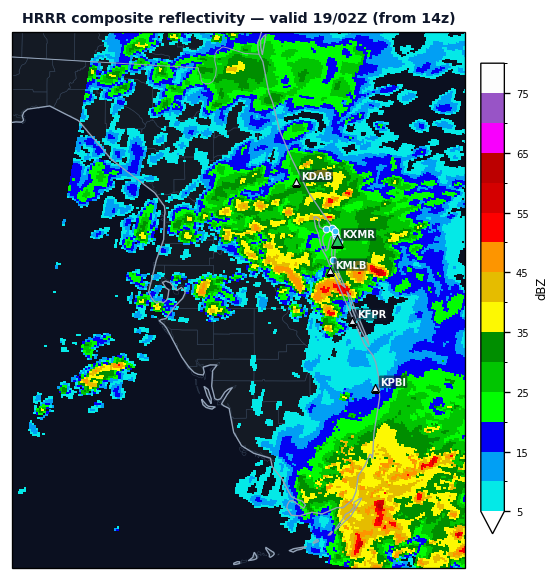 HRRR composite reflectivity — valid 19/02Z (from 14z)
KDAB
KXMR
KMLB
KFPR
KPBI
75
65
55
45
35
25
15
5
dBZ